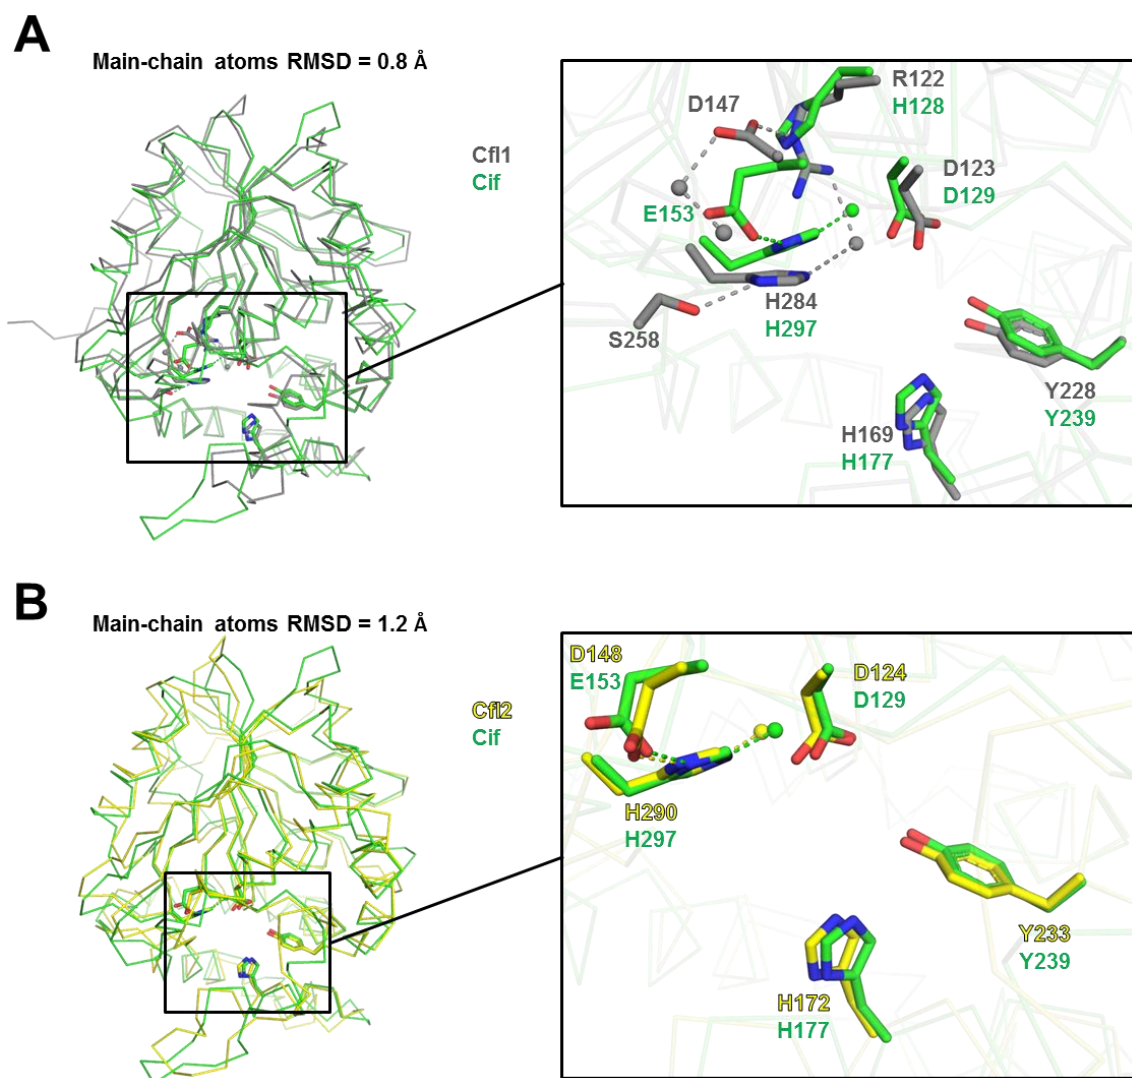 A
Main-chain atoms RMSD = 0.8 Å
Cfl1
Cif
D147
R122
H128
D123
D129
E153
H284
H297
S258
Y228
Y239
H169
H177
B
Main-chain atoms RMSD = 1.2 Å
Cfl2
Cif
D148
E153
D124
D129
H290
H297
Y233
Y239
H172
H177